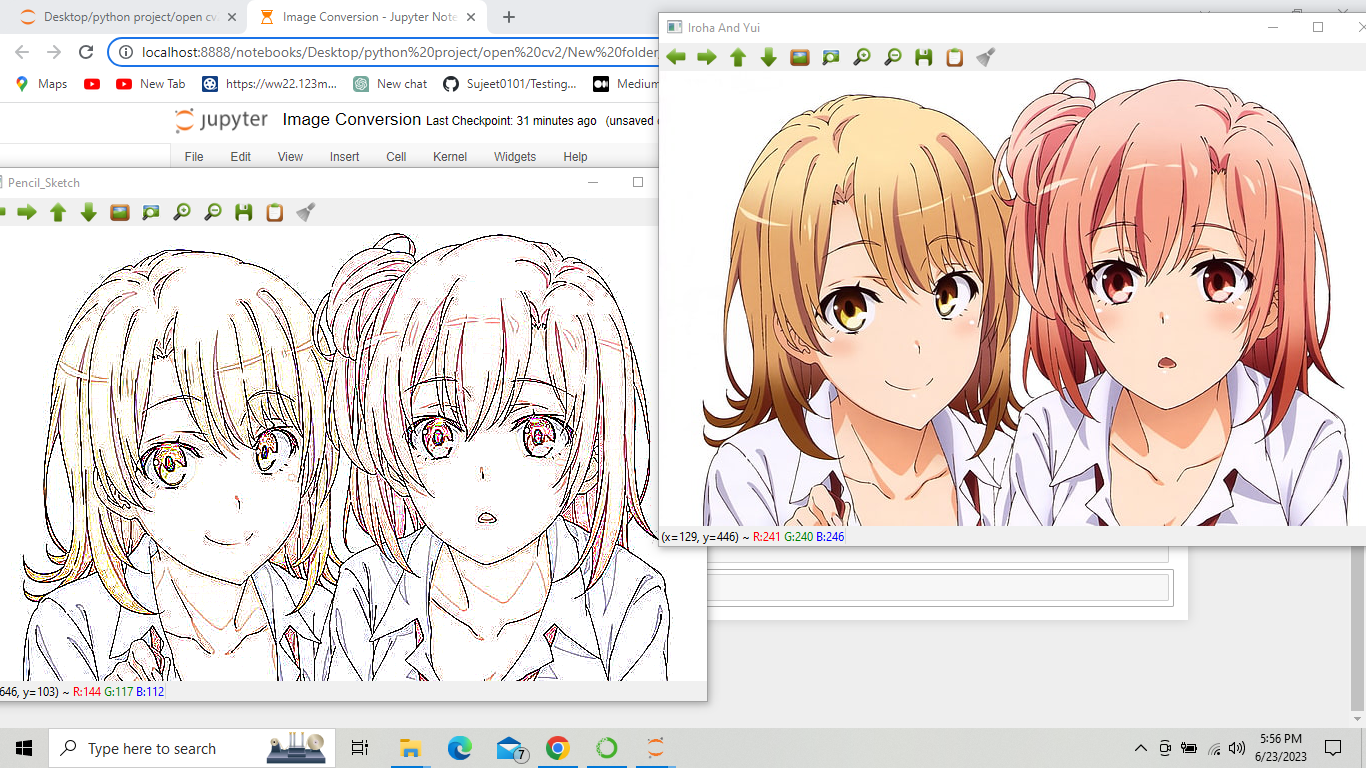 Desktop/python project/open cv
Image Conversion - Jupyter Note
localhost:8888/notebooks/Desktop/python%20project/open%20cv2/New%20folder
Maps
New Tab
https://ww22.123m...
New chat
Sujeet0101/Testing...
Medium
jupyter
Image Conversion Last Checkpoint: 31 minutes ago (unsaved
File Edit View Insert Cell Kernel Widgets Help
Pencil_Sketch
646, y=103) ~ R:144 G:117 B:112
Iroha And Yui
(x=129, y=446) ~ R:241 G:240 B:246
Type here to search
7
5:56 PM
6/23/2023